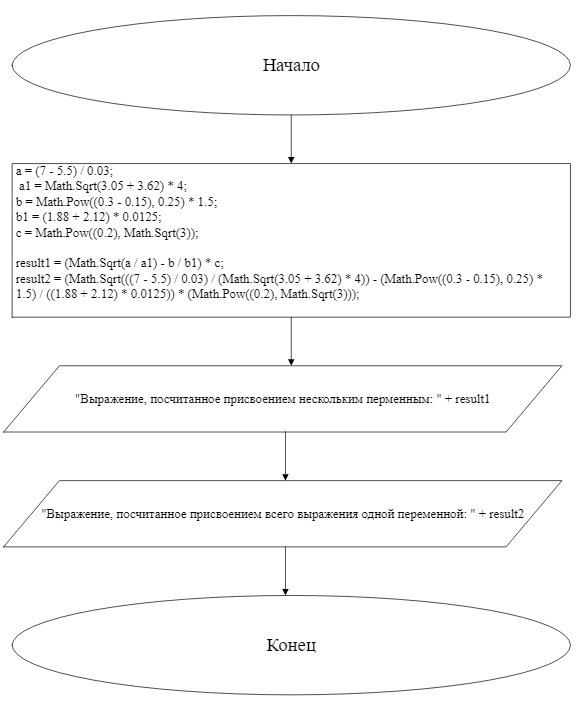 Начало
a = (7 - 5.5) / 0.03;
a1 = Math.Sqrt(3.05 + 3.62) * 4;
b = Math.Pow((0.3 - 0.15), 0.25) * 1.5;
b1 = (1.88 + 2.12) * 0.0125;
c = Math.Pow((0.2), Math.Sqrt(3));
result1 = (Math.Sqrt(a / a1) - b / b1) * c;
result2 = (Math.Sqrt(((7 - 5.5) / 0.03) / (Math.Sqrt(3.05 + 3.62) * 4)) - (Math.Pow((0.3 - 0.15), 0.25) *
1.5) / ((1.88 + 2.12) * 0.0125)) * (Math.Pow((0.2), Math.Sqrt(3)));
"Выражение, посчитанное присвоением нескольким перменным: " + result1
"Выражение, посчитанное присвоением всего выражения одной переменной: " + result2
Конец